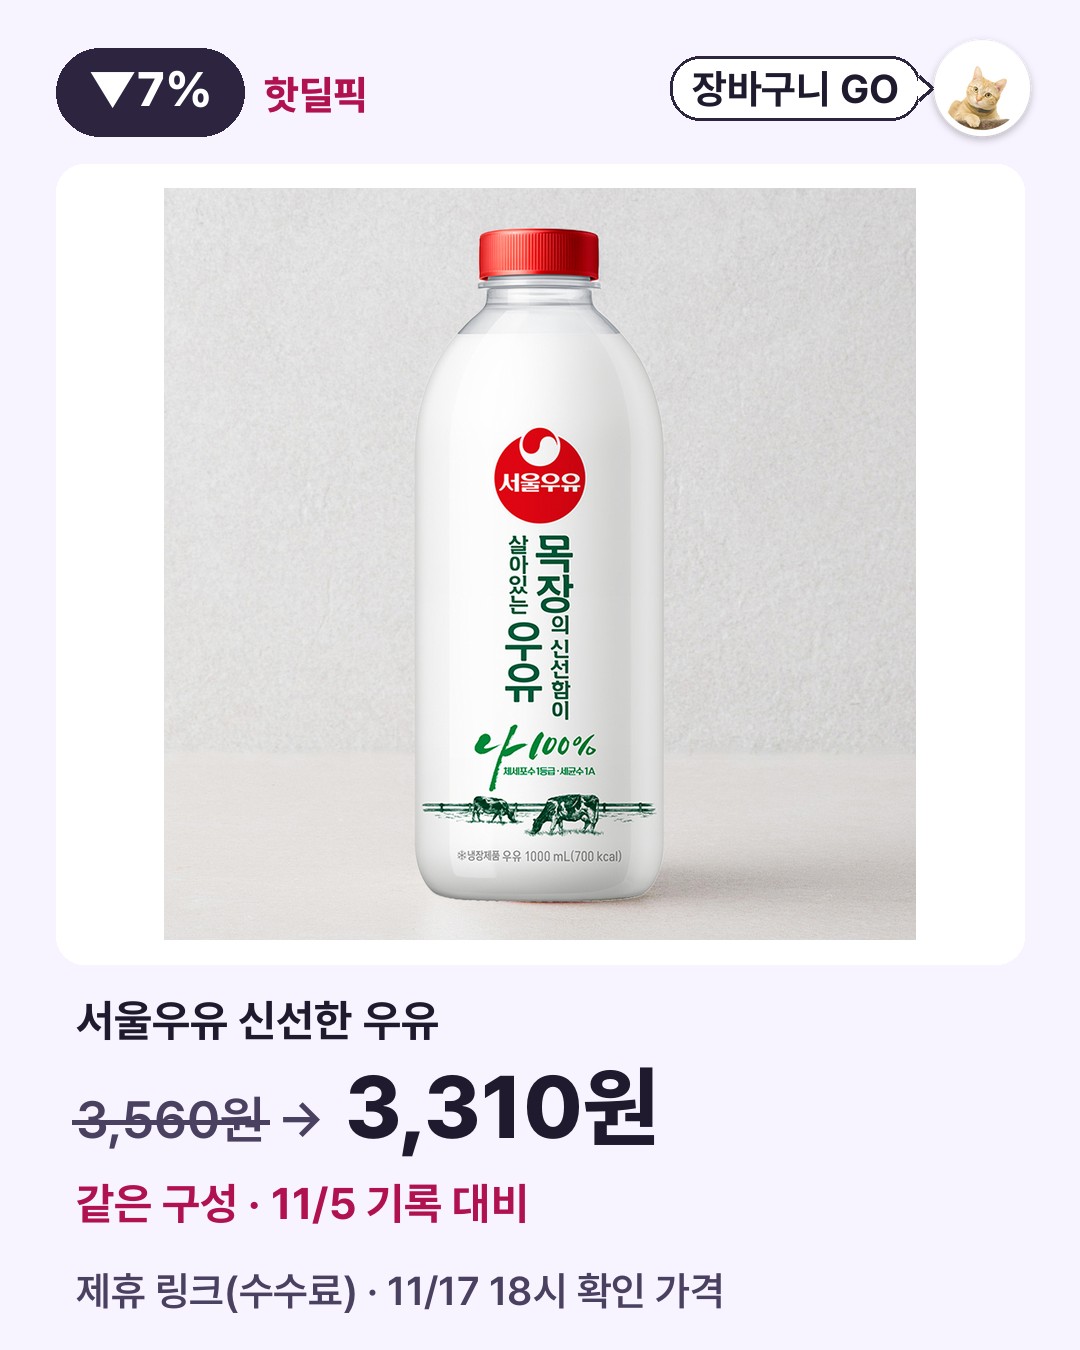 ▼7% 핫딜픽
장바구니 GO
서울우유
목장의 신선함이
살아있는 우유
나100%
체세포수1등급·세균수1A
❄냉장제품 우유 1000 mL(700 kcal)
서울우유 신선한 우유
3,560원 → 3,310원
같은 구성 · 11/5 기록 대비
제휴 링크(수수료) · 11/17 18시 확인 가격